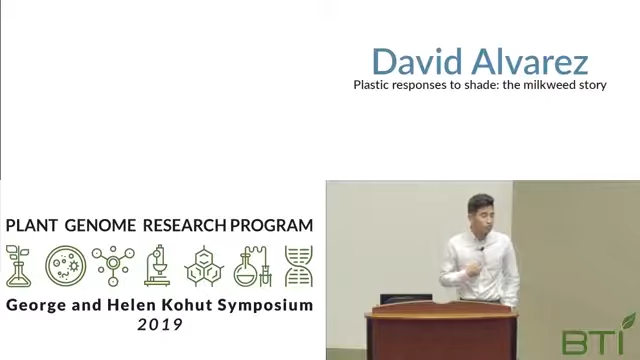 David Alvarez
Plastic responses to shade: the milkweed story
PLANT GENOME RESEARCH PROGRAM
George and Helen Kohut Symposium
2019
BTI